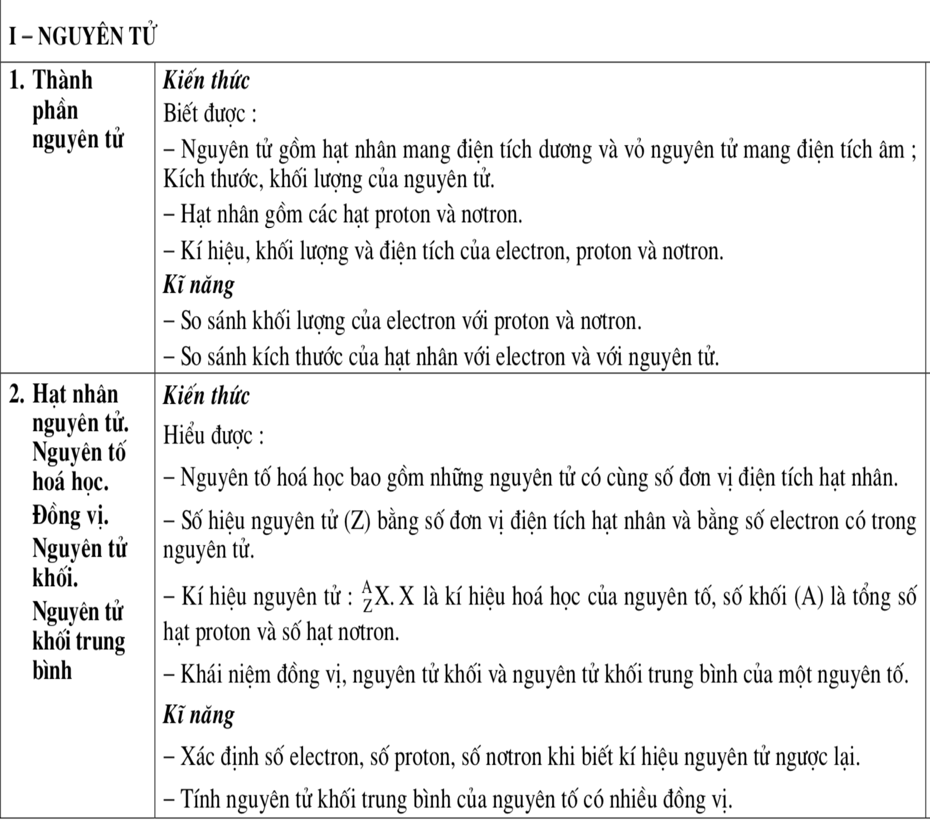 I – NGUYÊN TỬ
1. Thành
phần
nguyên tử
Kiến thức
Biết được :
– Nguyên tử gồm hạt nhân mang điện tích dương và vỏ nguyên tử mang điện tích âm ;
Kích thước, khối lượng của nguyên tử.
– Hạt nhân gồm các hạt proton và nơtron.
– Kí hiệu, khối lượng và điện tích của electron, proton và nơtron.
Kĩ năng
– So sánh khối lượng của electron với proton và nơtron.
– So sánh kích thước của hạt nhân với electron và với nguyên tử.
2. Hạt nhân
nguyên tử.
Nguyên tố
hoá học.
Đồng vị.
Nguyên tử
khối.
Nguyên tử
khối trung
bình
Kiến thức
Hiểu được :
– Nguyên tố hoá học bao gồm những nguyên tử có cùng số đơn vị điện tích hạt nhân.
– Số hiệu nguyên tử (Z) bằng số đơn vị điện tích hạt nhân và bằng số electron có trong
nguyên tử.
– Kí hiệu nguyên tử : ᴬ_ZX. X là kí hiệu hoá học của nguyên tố, số khối (A) là tổng số
hạt proton và số hạt nơtron.
– Khái niệm đồng vị, nguyên tử khối và nguyên tử khối trung bình của một nguyên tố.
Kĩ năng
– Xác định số electron, số proton, số nơtron khi biết kí hiệu nguyên tử ngược lại.
– Tính nguyên tử khối trung bình của nguyên tố có nhiều đồng vị.